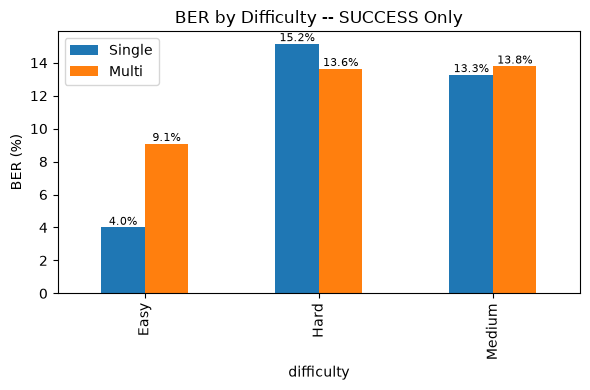 BER by Difficulty -- SUCCESS Only
Single
Multi
BER (%)
14
12
10
8
6
4
2
0
4.0%
9.1%
15.2%
13.6%
13.3%
13.8%
Easy
Hard
Medium
difficulty